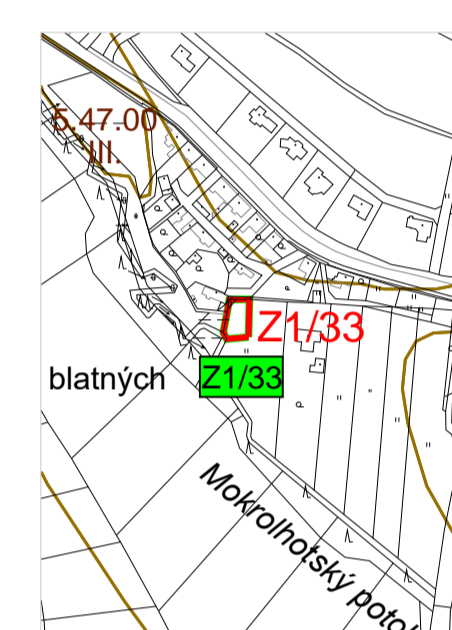 5.47.00
III.
Z1/33
Z1/33
blatných
Mokrolhotský potok